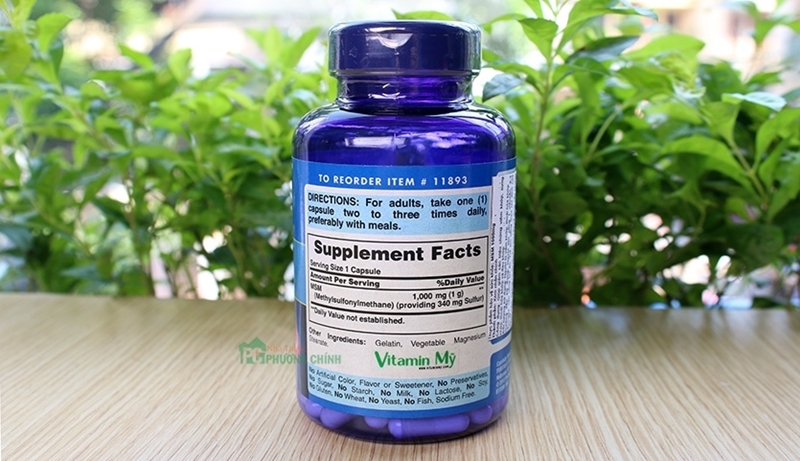 TO REORDER ITEM # 11893
DIRECTIONS: For adults, take one (1)
capsule two to three times daily,
preferably with meals.
Supplement Facts
Serving Size 1 Capsule
Amount Per Serving %Daily Value
MSM 1,000 mg (1 g) **
(Methylsulfonylmethane) (providing 340 mg Sulfur)
**Daily Value not established.
Other Ingredients: Gelatin, Vegetable Magnesium
Stearate.
Vitamin Mỹ
PHƯƠNG CHÍNH
No Artificial Color, Flavor or Sweetener, No Preservatives,
No Sugar, No Starch, No Milk, No Lactose, No Soy,
No Gluten, No Wheat, No Yeast, No Fish, Sodium Free.